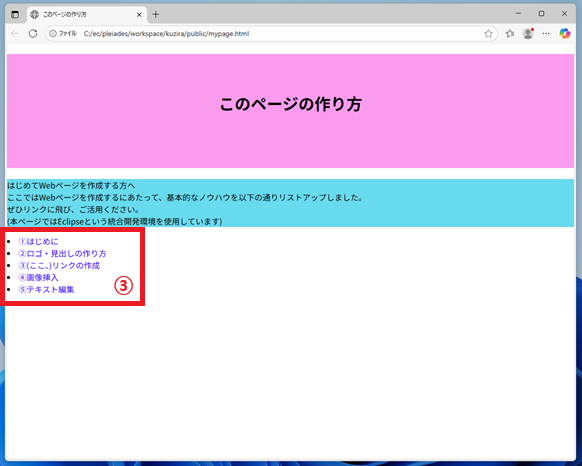 このページの作り方
ファイル C:/ec/pleiades/workspace/kuzira/public/mypage.html
このページの作り方
はじめてWebページを作成する方へ
ここではWebページを作成するにあたって、基本的なノウハウを以下の通りリストアップしました。
ぜひリンクに飛び、ご活用ください。
(本ページではEclipseという統合開発環境を使用しています)
①はじめに
②ロゴ・見出しの作り方
③(ここ､)リンクの作成
④画像挿入
⑤テキスト編集
③